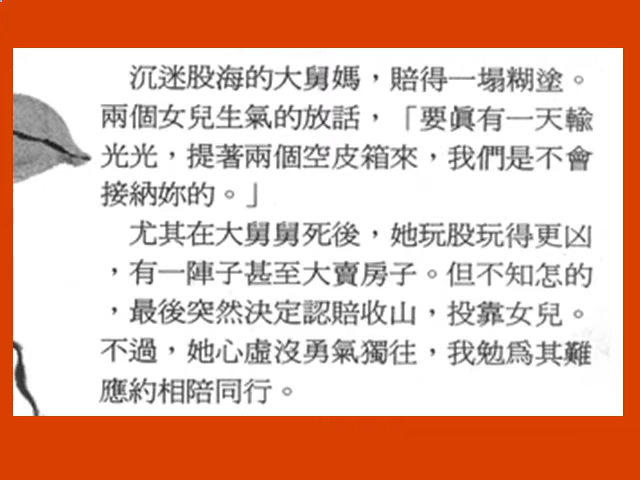 沉迷股海的大舅媽，賠得一塌糊塗。
兩個女兒生氣的放話，「要眞有一天輸
光光，提著兩個空皮箱來，我們是不會
接納妳的。」
尤其在大舅舅死後，她玩股玩得更凶
，有一陣子甚至大賣房子。但不知怎的
，最後突然決定認賠收山，投靠女兒。
不過，她心虛沒勇氣獨往，我勉爲其難
應約相陪同行。